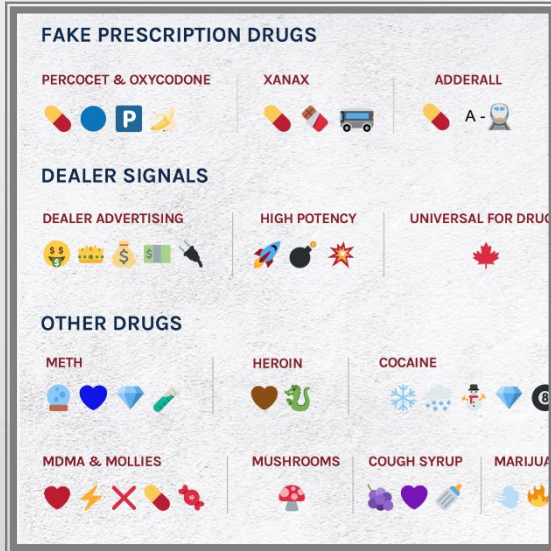 FAKE PRESCRIPTION DRUGS
PERCOCET & OXYCODONE XANAX ADDERALL
P A -
DEALER SIGNALS
DEALER ADVERTISING HIGH POTENCY UNIVERSAL FOR DRUG
OTHER DRUGS
METH HEROIN COCAINE
8
MDMA & MOLLIES MUSHROOMS COUGH SYRUP MARIJUA